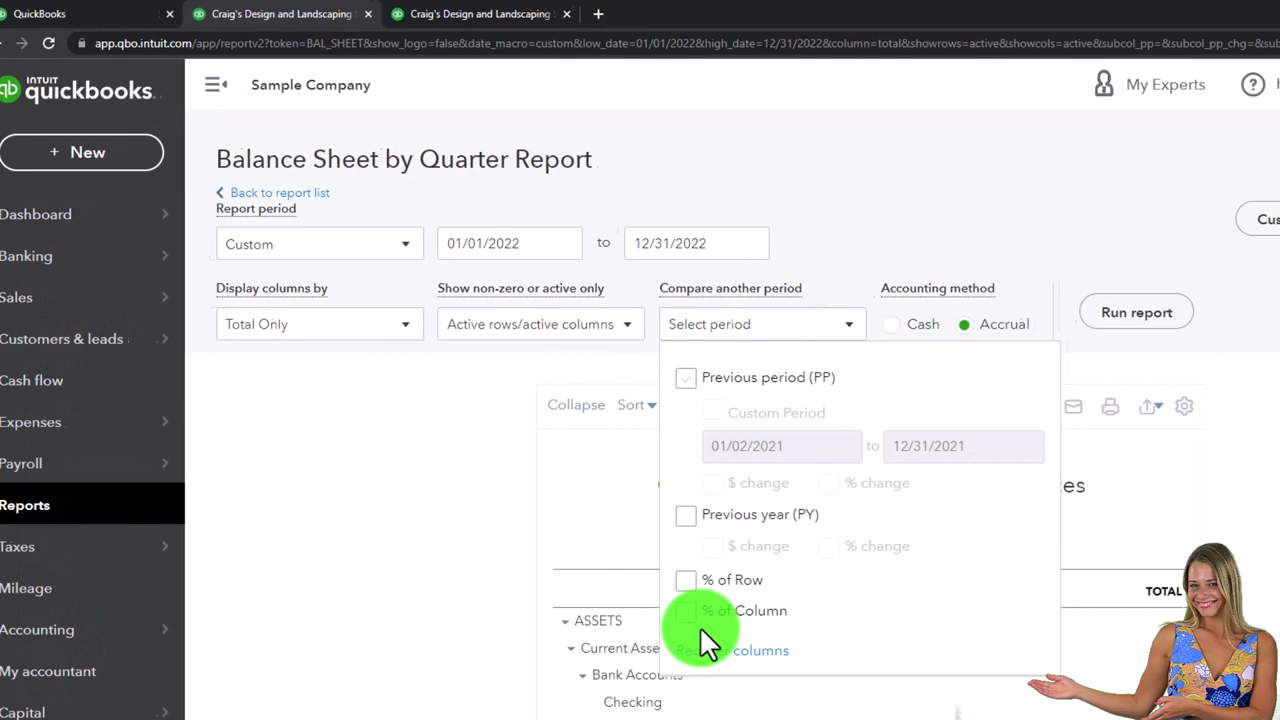 QuickBooks
Craig's Design and Landscaping
Craig's Design and Landscaping
app.qbo.intuit.com/app/reportv2?token=BAL_SHEET&show_logo=false&date_macro=custom&low_date=01/01/2022&high_date=12/31/2022&column=total&showrows=active&showcols=active&subcol_pp=&subcol_pp_chg=&sub
INTUIT
quickbooks.
Sample Company
My Experts
?
+ New
Balance Sheet by Quarter Report
Back to report list
Report period
Custom
01/01/2022
to
12/31/2022
Display columns by
Show non-zero or active only
Compare another period
Accounting method
Total Only
Active rows/active columns
Select period
Cash
Accrual
Run report
Dashboard
Banking
Sales
Customers & leads
Cash flow
Expenses
Payroll
Reports
Taxes
Mileage
Accounting
My accountant
Capital
Previous period (PP)
Custom Period
01/02/2021
to
12/31/2021
$ change
% change
Previous year (PY)
$ change
% change
% of Row
% of Column
columns
Collapse
Sort
TOTAL
ASSETS
Current Asse
Bank Accounts
Checking